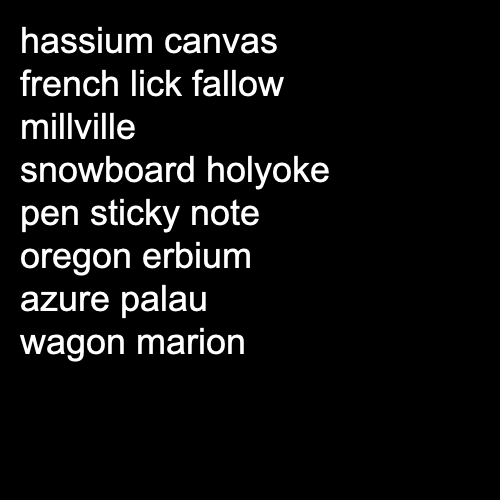 hassium canvas
french lick fallow
millville
snowboard holyoke
pen sticky note
oregon erbium
azure palau
wagon marion